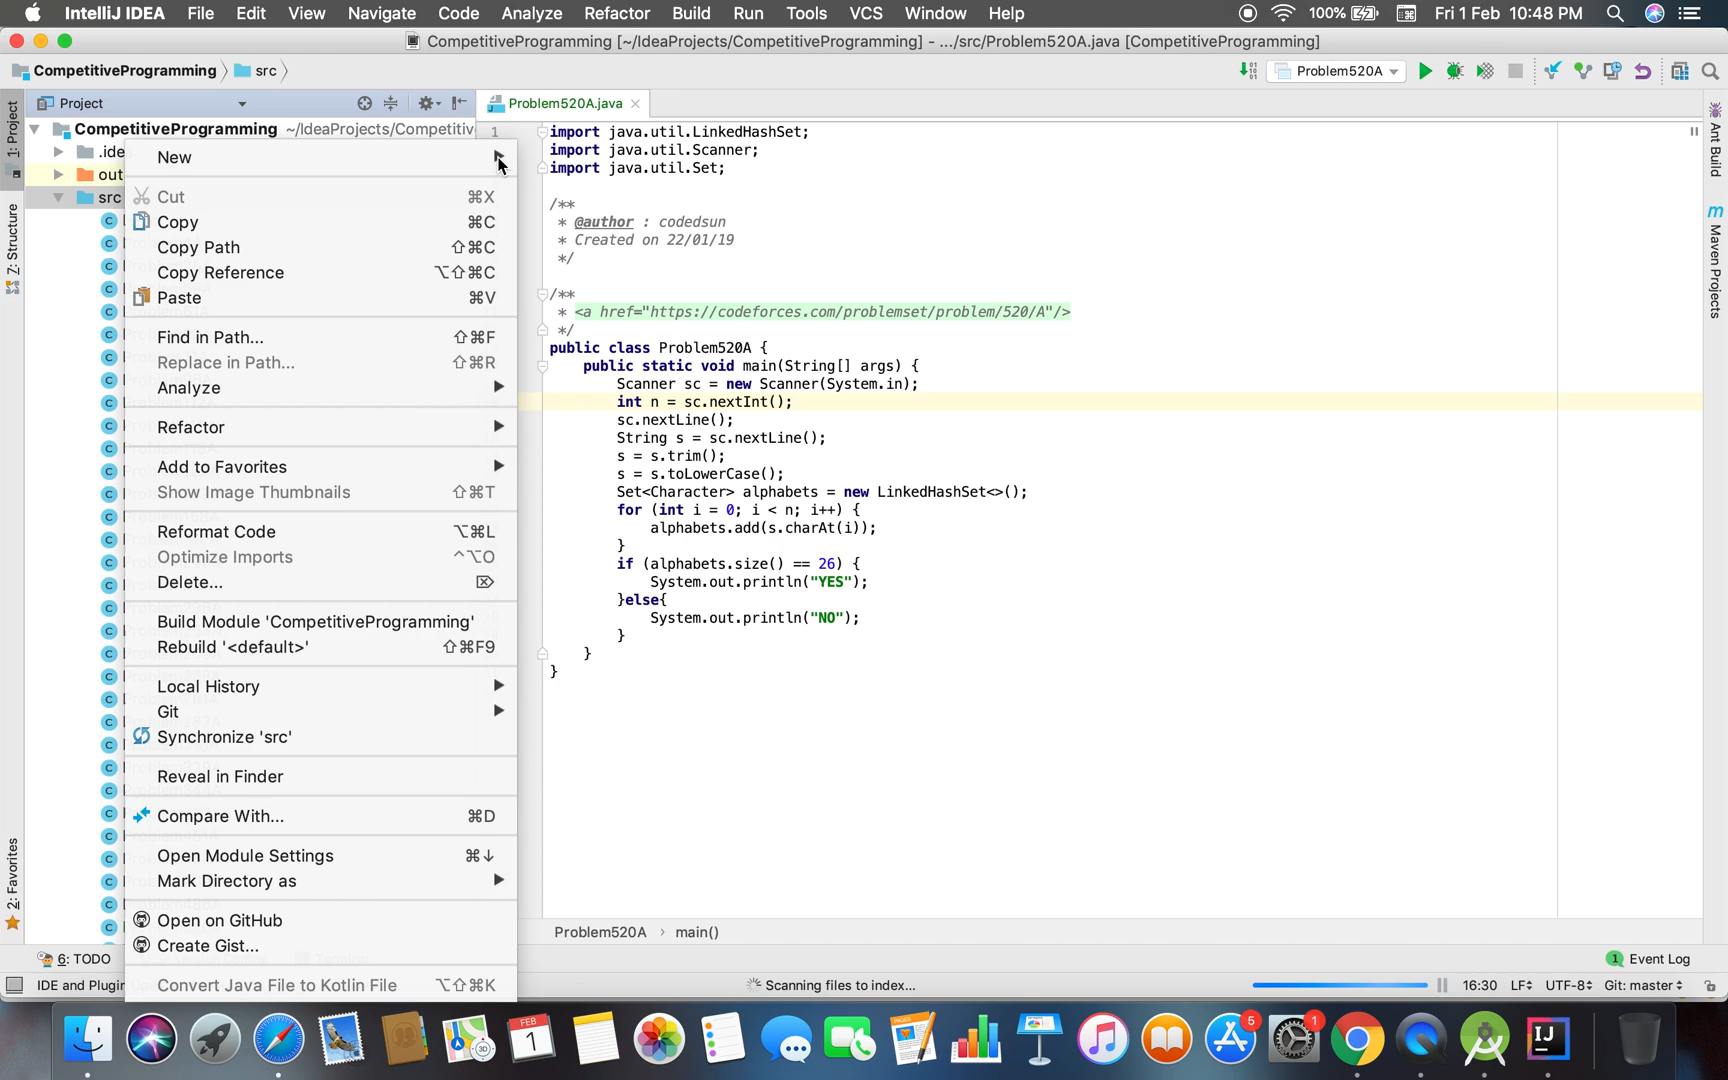 IntelliJ IDEA File Edit View Navigate Code Analyze Refactor Build Run Tools VCS Window Help 100% Fri 1 Feb 10:48 PM
CompetitiveProgramming [~/IdeaProjects/CompetitiveProgramming] - .../src/Problem520A.java [CompetitiveProgramming]
CompetitiveProgramming src Problem520A
Project
Problem520A.java
1: Project
Z: Structure
2: Favorites
Ant Build
m Maven Projects
CompetitiveProgramming ~/IdeaProjects/Competitiv
.ide
out
src
New
Cut ⌘X
Copy ⌘C
Copy Path ⇧⌘C
Copy Reference ⌥⇧⌘C
Paste ⌘V
Find in Path... ⇧⌘F
Replace in Path... ⇧⌘R
Analyze
Refactor
Add to Favorites
Show Image Thumbnails ⇧⌘T
Reformat Code ⌥⌘L
Optimize Imports ^⌥O
Delete... ⌦
Build Module 'CompetitiveProgramming'
Rebuild '<default>' ⇧⌘F9
Local History
Git
Synchronize 'src'
Reveal in Finder
Compare With... ⌘D
Open Module Settings ⌘↓
Mark Directory as
Open on GitHub
Create Gist...
Convert Java File to Kotlin File ⌥⇧⌘K
1
import java.util.LinkedHashSet;
import java.util.Scanner;
import java.util.Set;
/**
* @author : codedsun
* Created on 22/01/19
*/
/**
* <a href="https://codeforces.com/problemset/problem/520/A"/>
*/
public class Problem520A {
public static void main(String[] args) {
Scanner sc = new Scanner(System.in);
int n = sc.nextInt();
sc.nextLine();
String s = sc.nextLine();
s = s.trim();
s = s.toLowerCase();
Set<Character> alphabets = new LinkedHashSet<>();
for (int i = 0; i < n; i++) {
alphabets.add(s.charAt(i));
}
if (alphabets.size() == 26) {
System.out.println("YES");
}else{
System.out.println("NO");
}
}
}
Problem520A › main()
6: TODO
1 Event Log
IDE and Plugin
Scanning files to index...
16:30 LF UTF-8 Git: master
FEB
1
3D
5
1
IJ